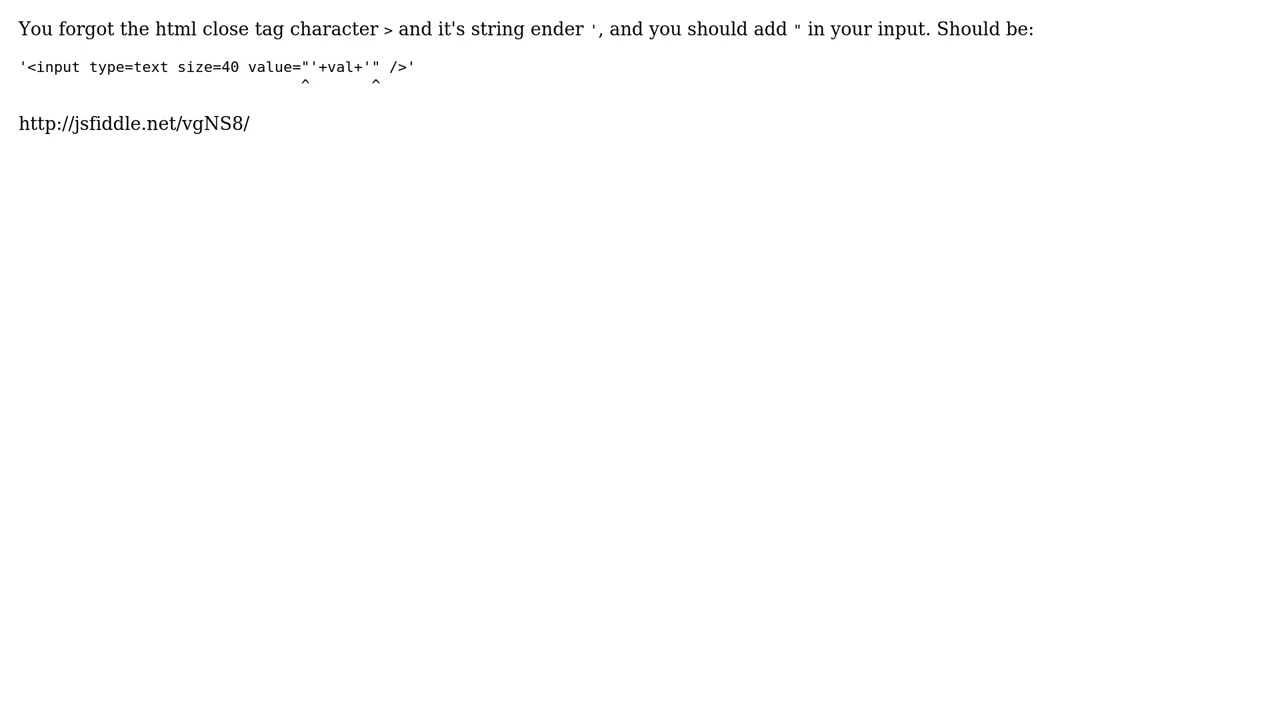 You forgot the html close tag character > and it's string ender ', and you should add " in your input. Should be:
'<input type=text size=40 value="'+val+'" />'
                                ^       ^
http://jsfiddle.net/vgNS8/